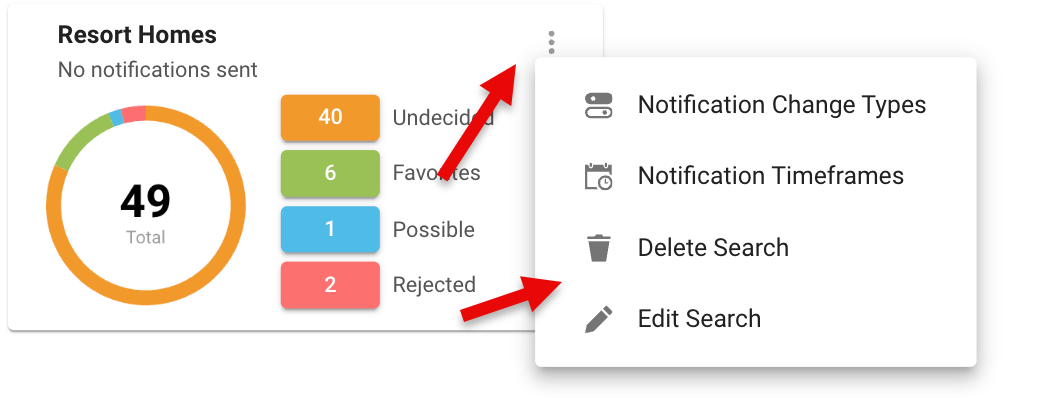 Resort Homes
No notifications sent
49
Total
40 Undecided
6 Favorites
1 Possible
2 Rejected
Notification Change Types
Notification Timeframes
Delete Search
Edit Search